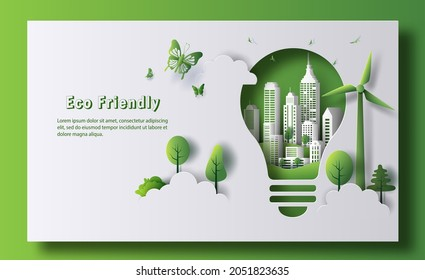 Eco Friendly
Lorem ipsum dolor sit amet, consectetur adipiscing
elit, sed do eiusmod tempor incididunt ut labore et
dolore magna aliqua.
shutterstock.com · 2051823635